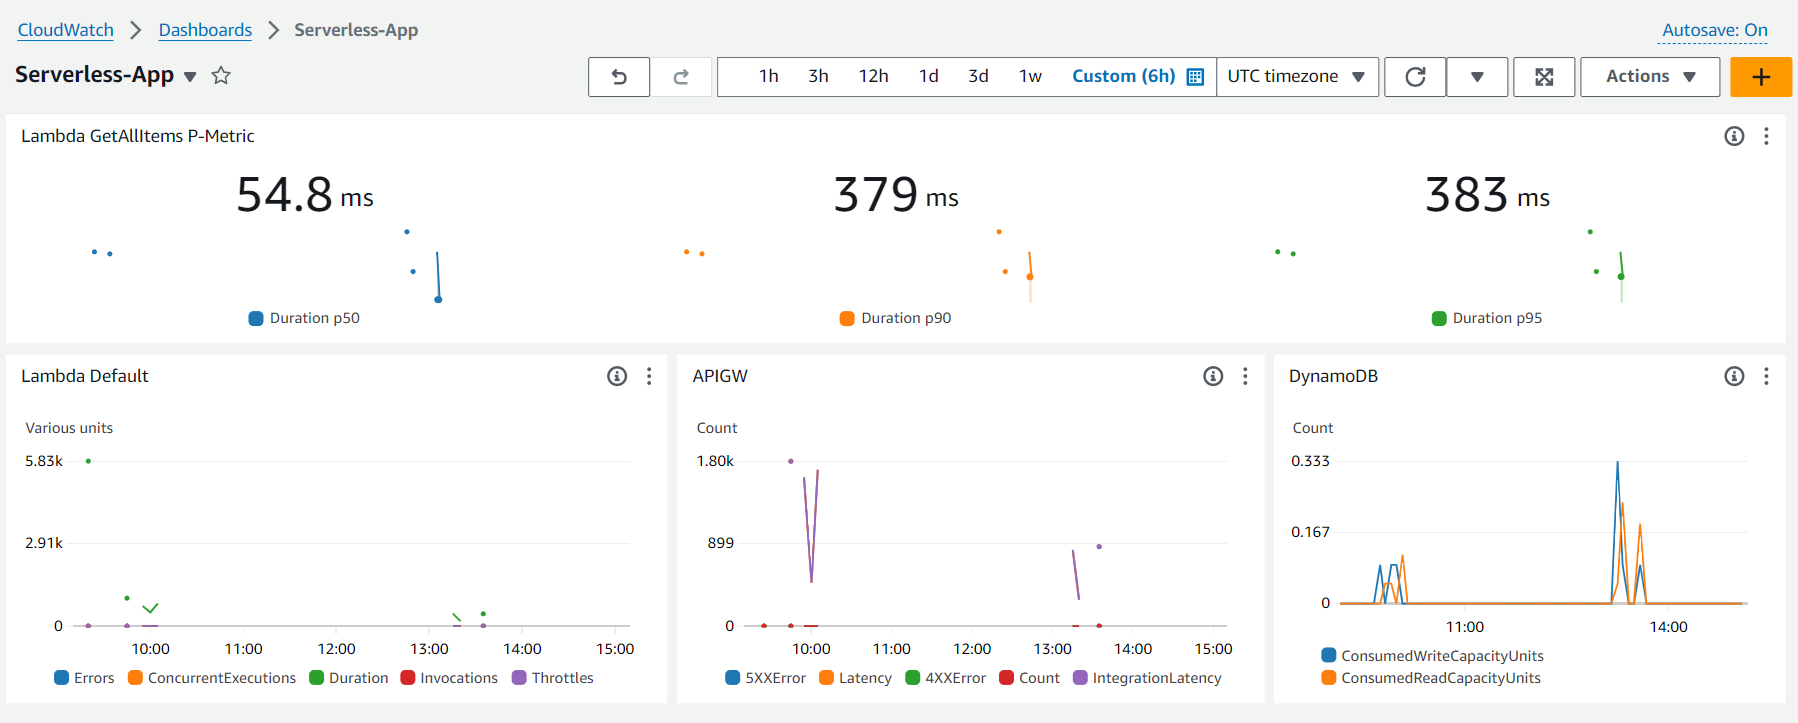 CloudWatch > Dashboards > Serverless-App
Autosave: On
Serverless-App
1h 3h 12h 1d 3d 1w Custom (6h) UTC timezone Actions +
Lambda GetAllItems P-Metric
54.8 ms 379 ms 383 ms
Duration p50 Duration p90 Duration p95
Lambda Default
Various units
5.83k
2.91k
0
10:00 11:00 12:00 13:00 14:00 15:00
Errors ConcurrentExecutions Duration Invocations Throttles
APIGW
Count
1.80k
899
0
10:00 11:00 12:00 13:00 14:00 15:00
5XXError Latency 4XXError Count IntegrationLatency
DynamoDB
Count
0.333
0.167
0
11:00 14:00
ConsumedWriteCapacityUnits
ConsumedReadCapacityUnits